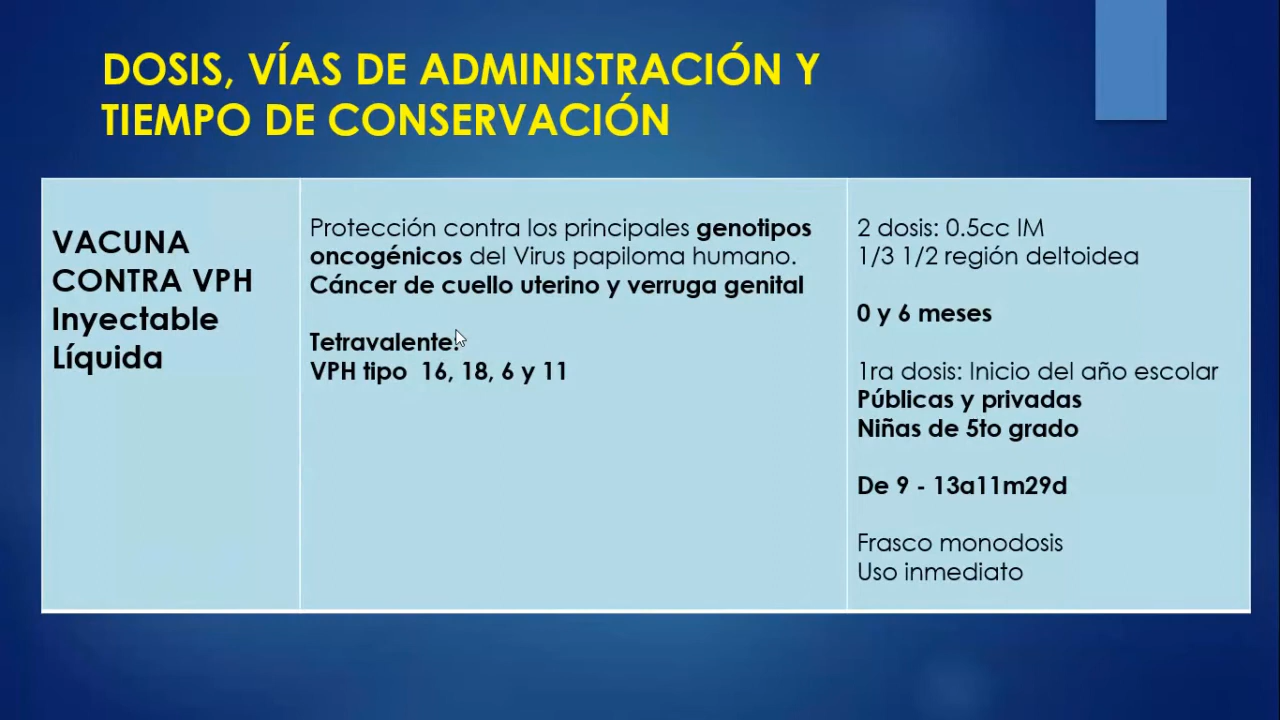 DOSIS, VÍAS DE ADMINISTRACIÓN Y
TIEMPO DE CONSERVACIÓN
VACUNA
CONTRA VPH
Inyectable
Líquida
Protección contra los principales genotipos
oncogénicos del Virus papiloma humano.
Cáncer de cuello uterino y verruga genital
Tetravalente:
VPH tipo 16, 18, 6 y 11
2 dosis: 0.5cc IM
1/3 1/2 región deltoidea
0 y 6 meses
1ra dosis: Inicio del año escolar
Públicas y privadas
Niñas de 5to grado
De 9 - 13a11m29d
Frasco monodosis
Uso inmediato